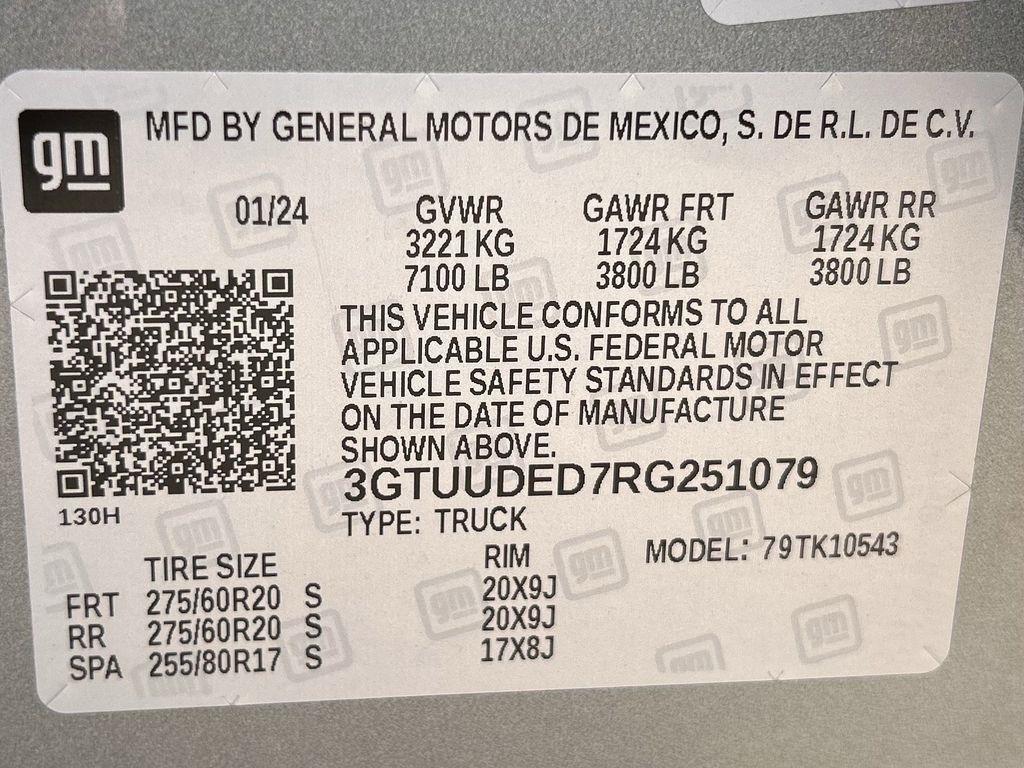 gm
MFD BY GENERAL MOTORS DE MEXICO, S. DE R.L. DE C.V.
01/24 GVWR GAWR FRT GAWR RR
3221 KG 1724 KG 1724 KG
7100 LB 3800 LB 3800 LB
THIS VEHICLE CONFORMS TO ALL
APPLICABLE U.S. FEDERAL MOTOR
VEHICLE SAFETY STANDARDS IN EFFECT
ON THE DATE OF MANUFACTURE
SHOWN ABOVE.
3GTUUDED7RG251079
130H
TYPE: TRUCK
MODEL: 79TK10543
TIRE SIZE RIM
FRT 275/60R20 S 20X9J
RR 275/60R20 S 20X9J
SPA 255/80R17 S 17X8J